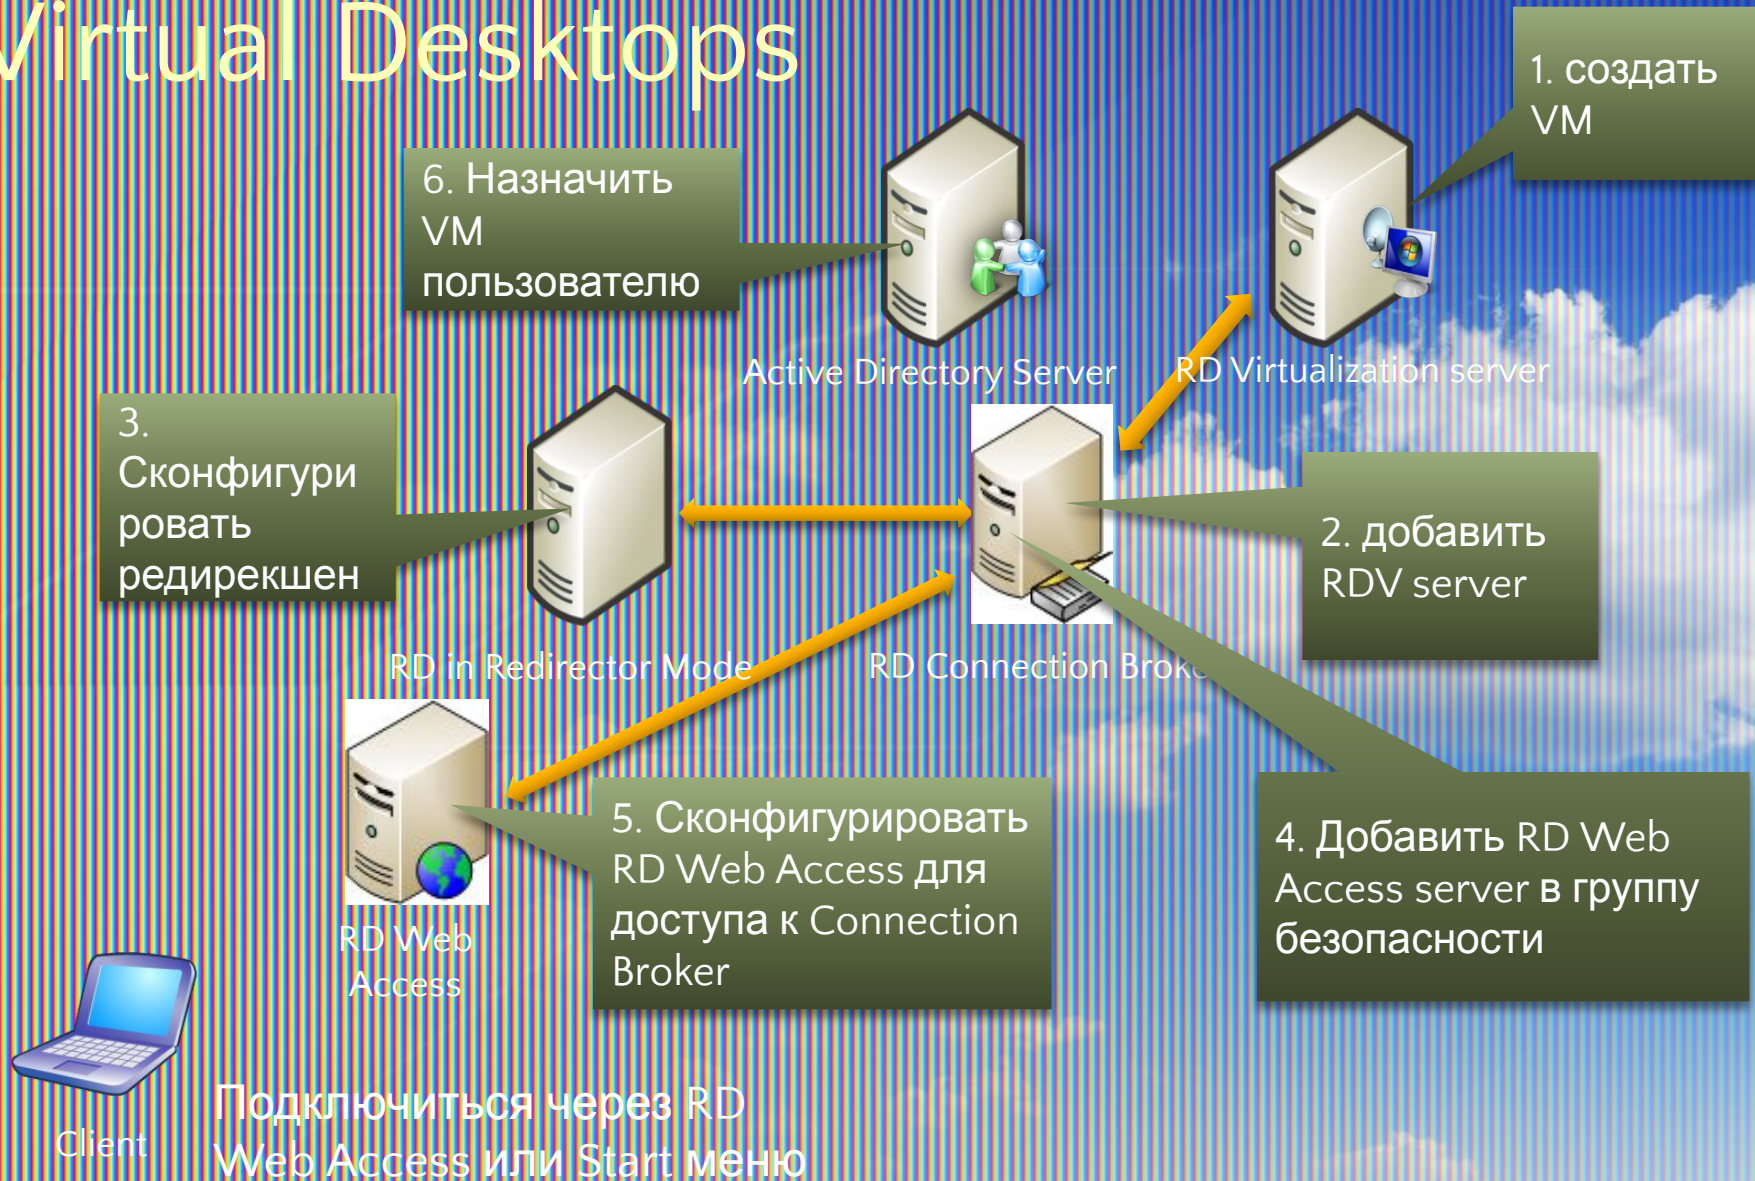 Virtual Desktops
1. создать
VM
6. Назначить
VM
пользователю
Active Directory Server
RD Virtualization server
3.
Сконфигури
ровать
редирекшен
2. добавить
RDV server
RD in Redirector Mode
RD Connection Broke
5. Сконфигурировать
RD Web Access для
доступа к Connection
Broker
4. Добавить RD Web
Access server в группу
безопасности
RD Web
Access
Client
Подключиться через RD
Web Access или Start меню